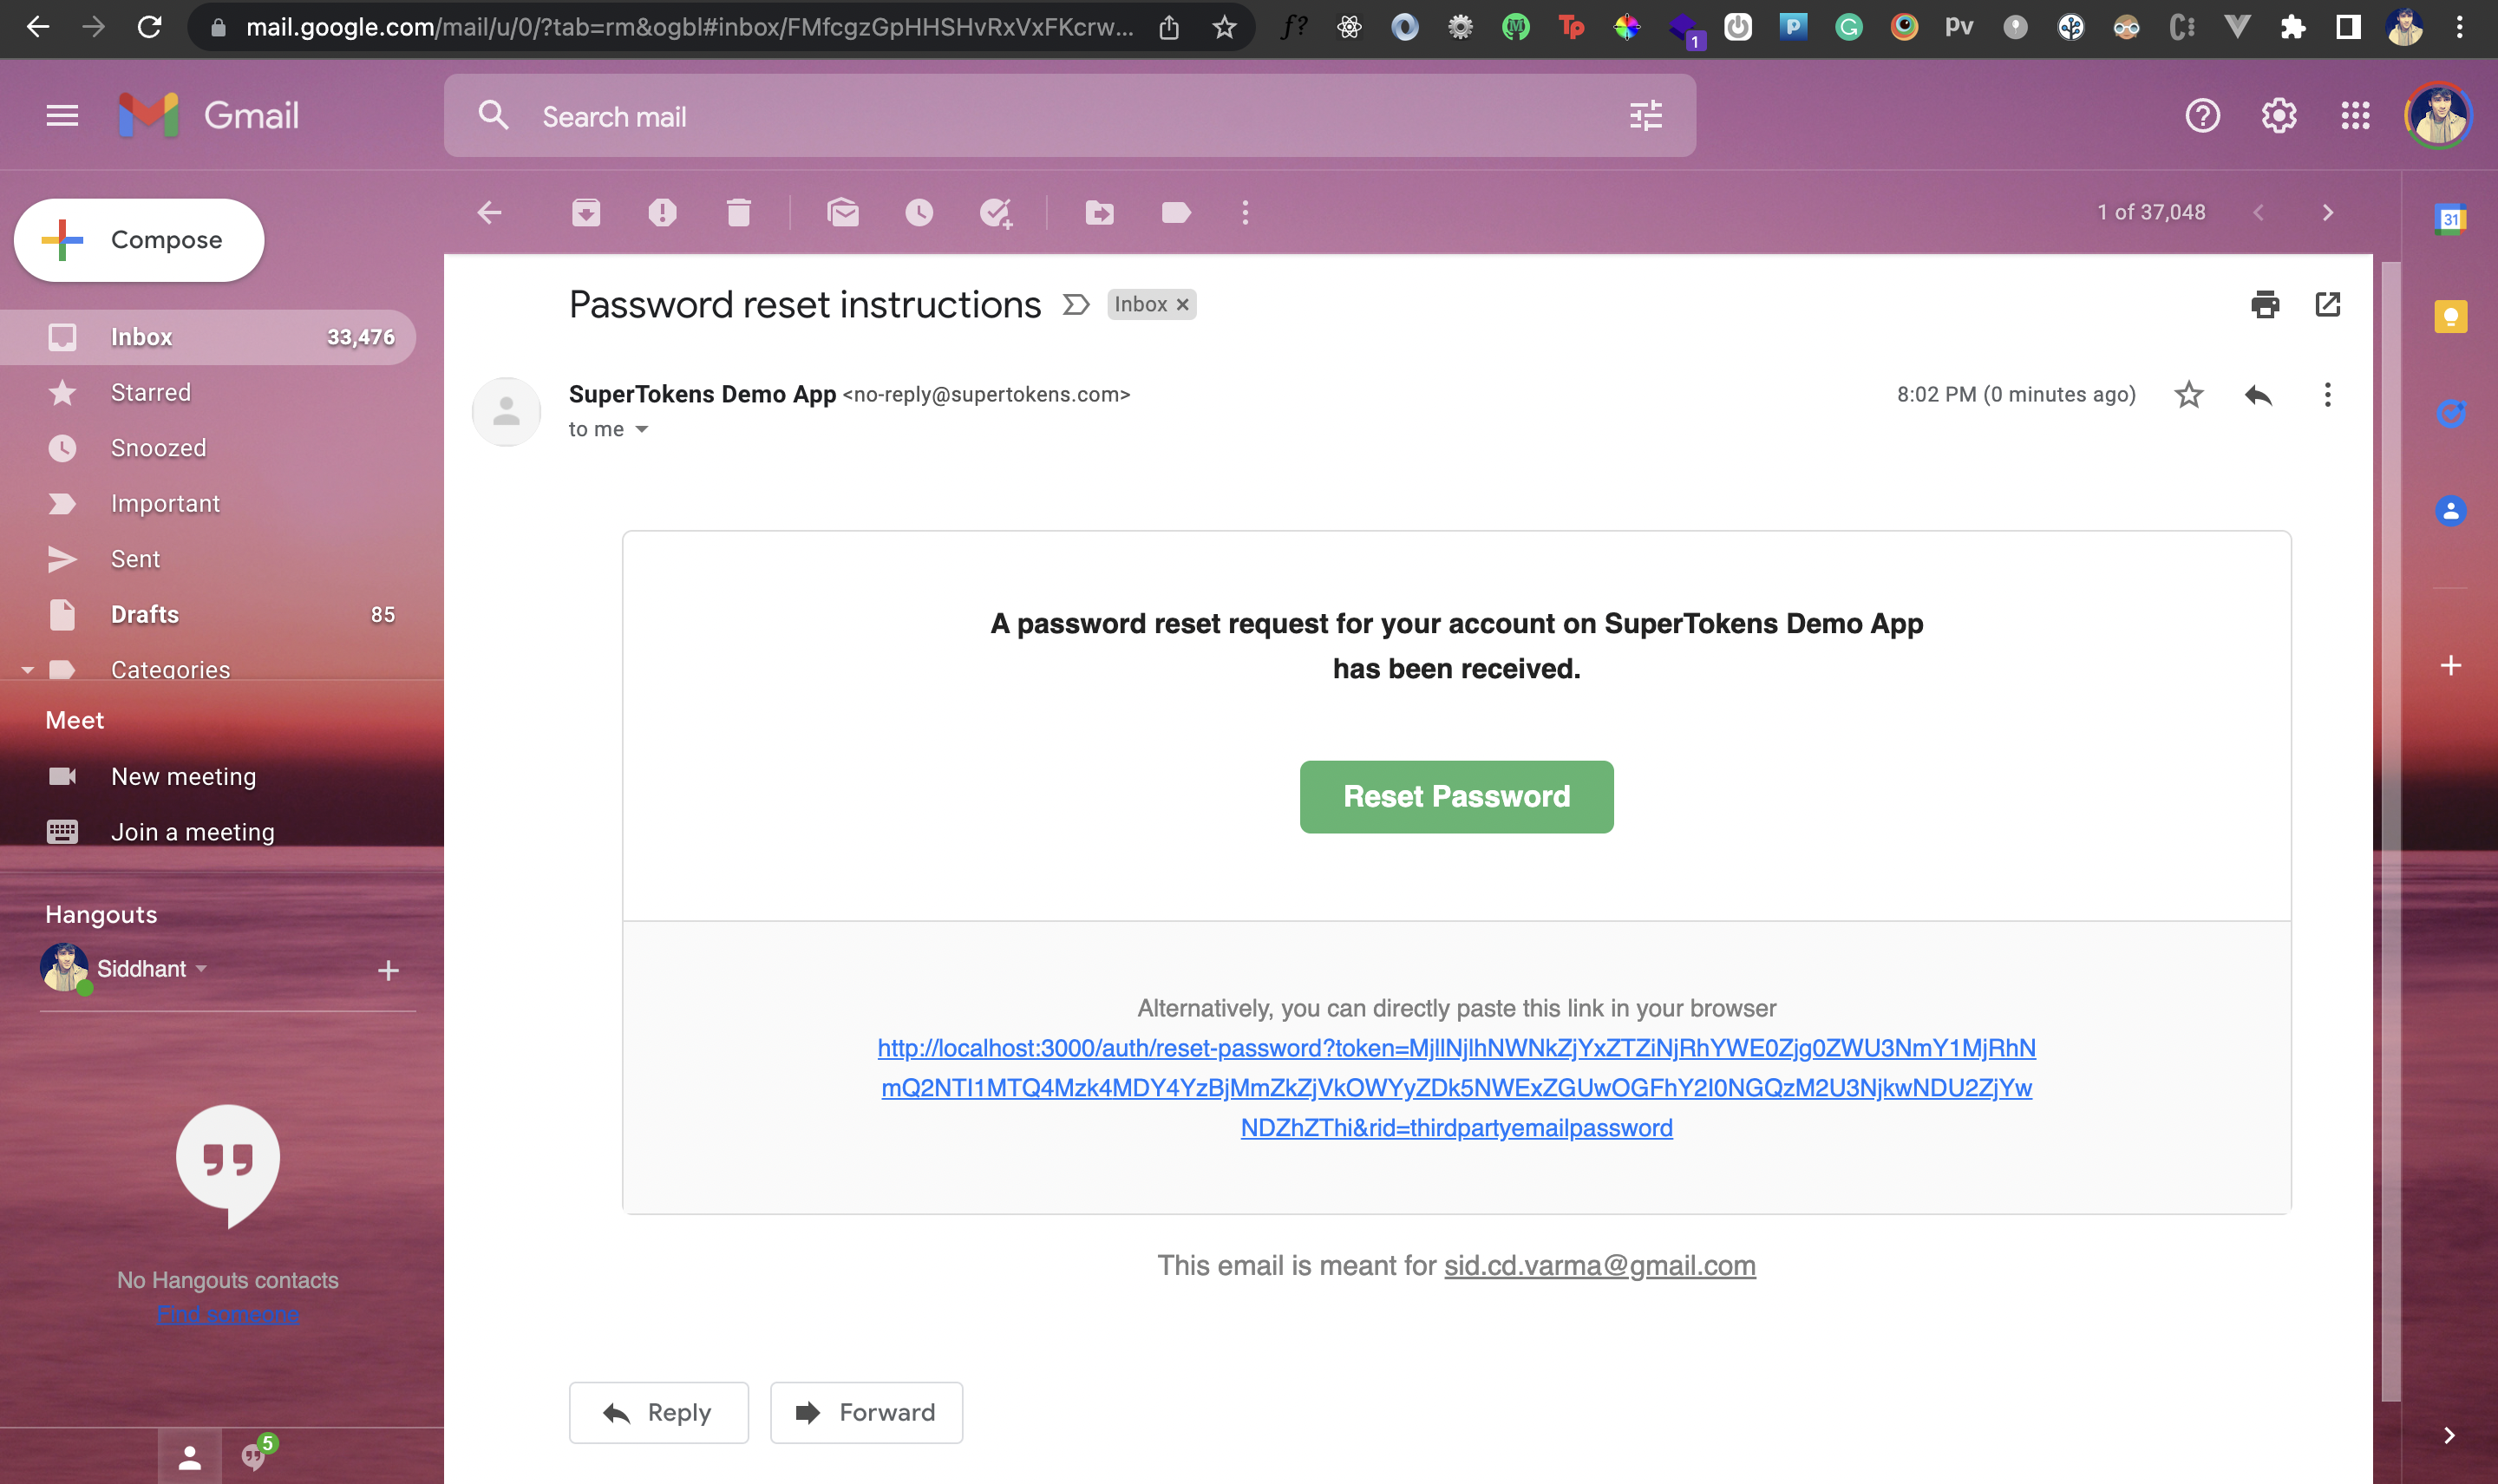 mail.google.com/mail/u/0/?tab=rm&ogbl#inbox/FMfcgzGpHHSHvRxVxFKcrw...
f?
Tp
1
P
G
pv
Gmail
Search mail
Compose
1 of 37,048
31
Inbox 33,476
Starred
Snoozed
Important
Sent
Drafts 85
Categories
Meet
New meeting
Join a meeting
Hangouts
Siddhant
No Hangouts contacts
Find someone
5
Password reset instructions Inbox ×
SuperTokens Demo App <no-reply@supertokens.com> 8:02 PM (0 minutes ago)
to me
A password reset request for your account on SuperTokens Demo App
has been received.
Reset Password
Alternatively, you can directly paste this link in your browser
http://localhost:3000/auth/reset-password?token=MjllNjlhNWNkZjYxZTZiNjRhYWE0Zjg0ZWU3NmY1MjRhN
mQ2NTI1MTQ4Mzk4MDY4YzBjMmZkZjVkOWYyZDk5NWExZGUwOGFhY2I0NGQzM2U3NjkwNDU2ZjYw
NDZhZThi&rid=thirdpartyemailpassword
This email is meant for sid.cd.varma@gmail.com
Reply
Forward